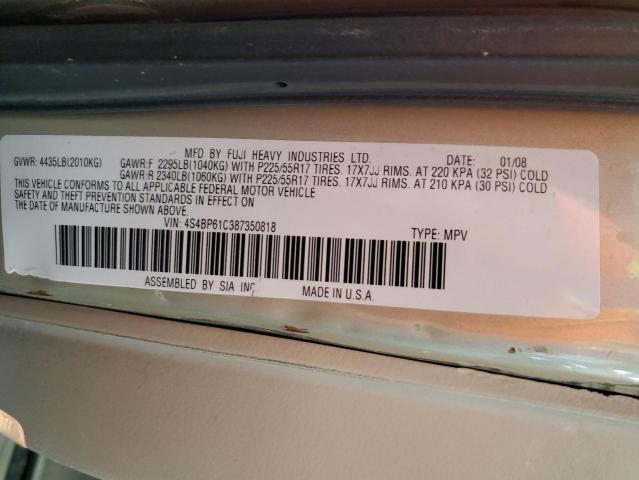 MFD BY FUJI HEAVY INDUSTRIES LTD. DATE: 01/08
GVWR: 4435LB(2010KG) GAWR:F 2295LB(1040KG) WITH P225/55R17 TIRES. 17X7JJ RIMS. AT 220 KPA (32 PSI) COLD
GAWR:R 2340LB(1060KG) WITH P225/55R17 TIRES. 17X7JJ RIMS. AT 210 KPA (30 PSI) COLD
THIS VEHICLE CONFORMS TO ALL APPLICABLE FEDERAL MOTOR VEHICLE
SAFETY AND THEFT PREVENTION STANDARDS IN EFFECT ON
THE DATE OF MANUFACTURE SHOWN ABOVE.
VIN: 4S4BP61C387350818 TYPE: MPV
ASSEMBLED BY SIA INC MADE IN U.S.A.